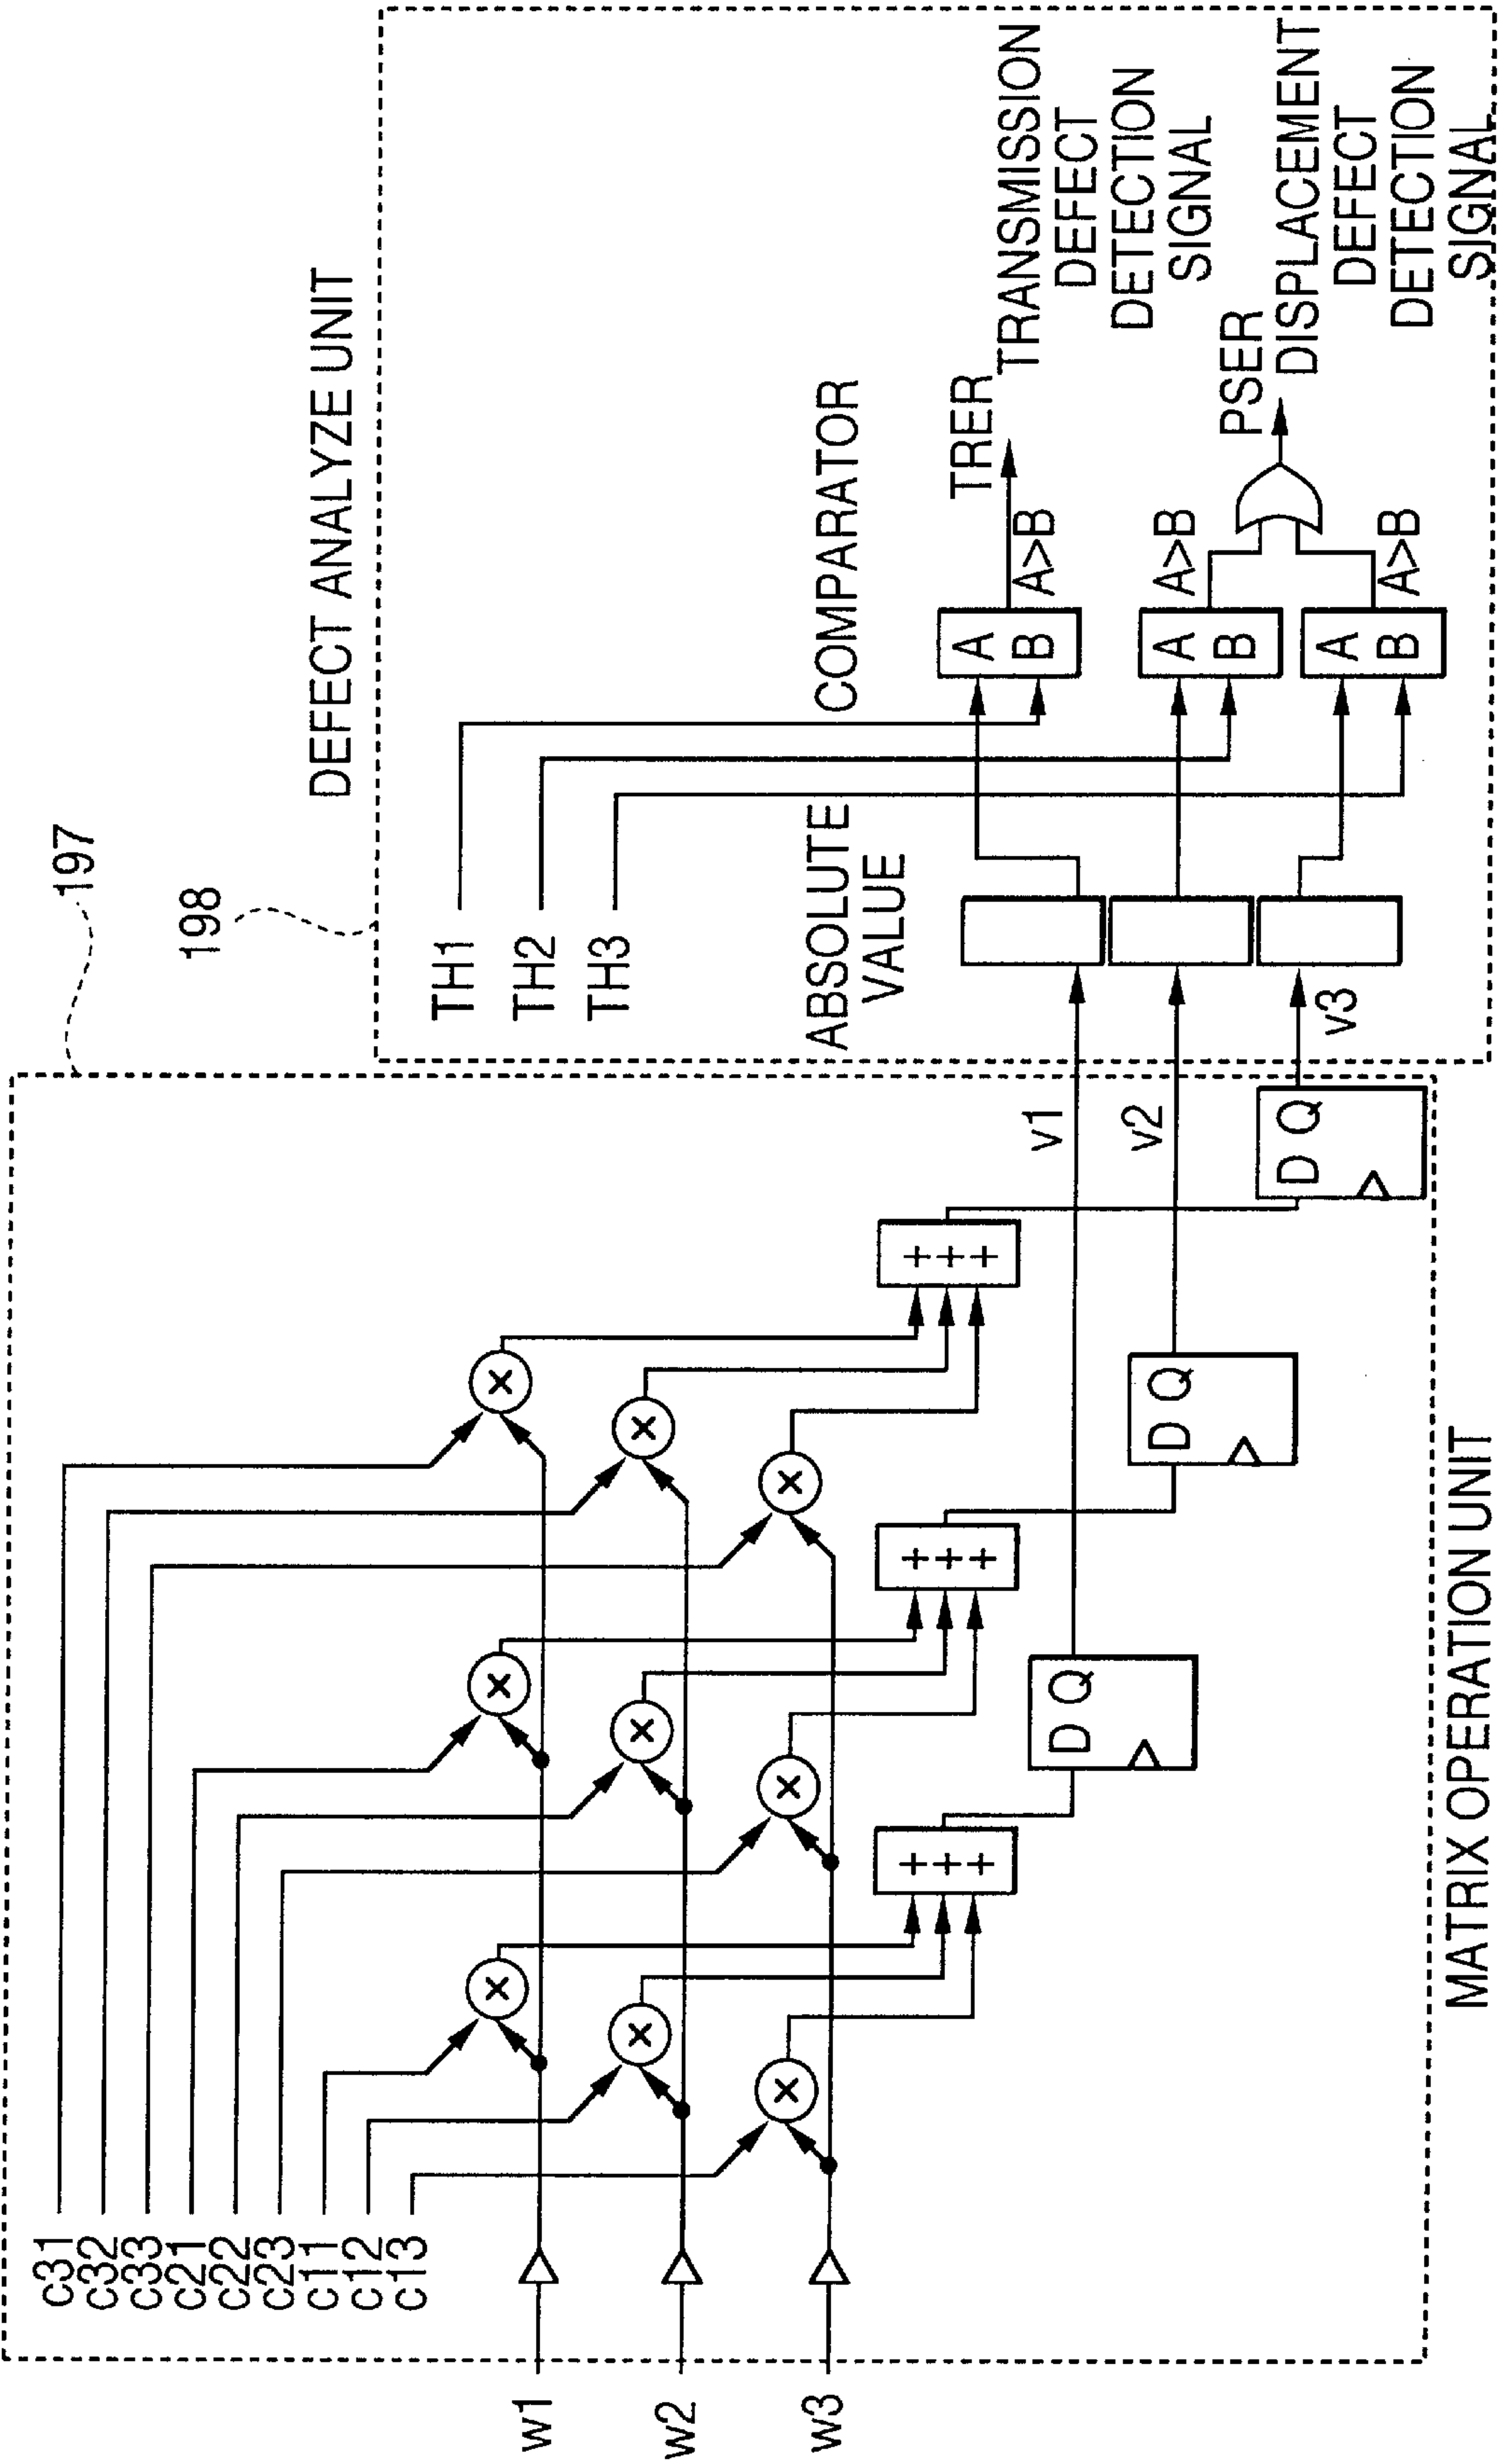 197
198
DEFECT ANALYZE UNIT
c31
c32
c33
c21
c22
c23
c11
c12
c13
w1
w2
w3
×
×
×
×
×
×
×
×
×
+++
+++
+++
D Q
D Q
D Q
v1
v2
v3
MATRIX OPERATION UNIT
TH1
TH2
TH3
ABSOLUTE
VALUE
COMPARATOR
A
B
A>B
A
B
A>B
A
B
A>B
TRER
TRANSMISSION
DEFECT
DETECTION
SIGNAL
PSER
DISPLACEMENT
DEFECT
DETECTION
SIGNAL